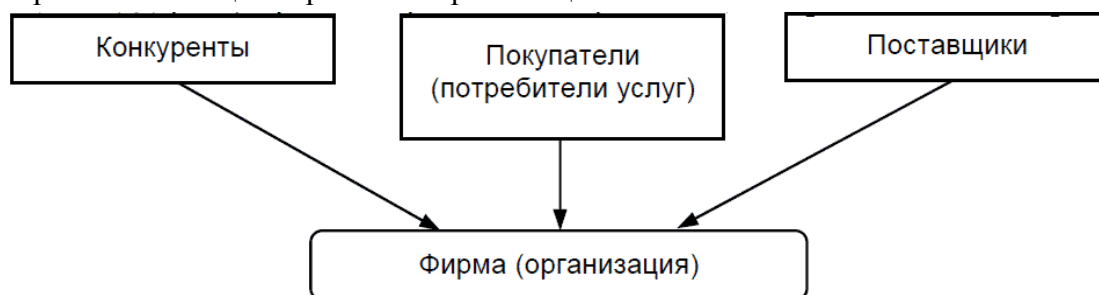 Конкуренты
Покупатели
(потребители услуг)
Поставщики
Фирма (организация)